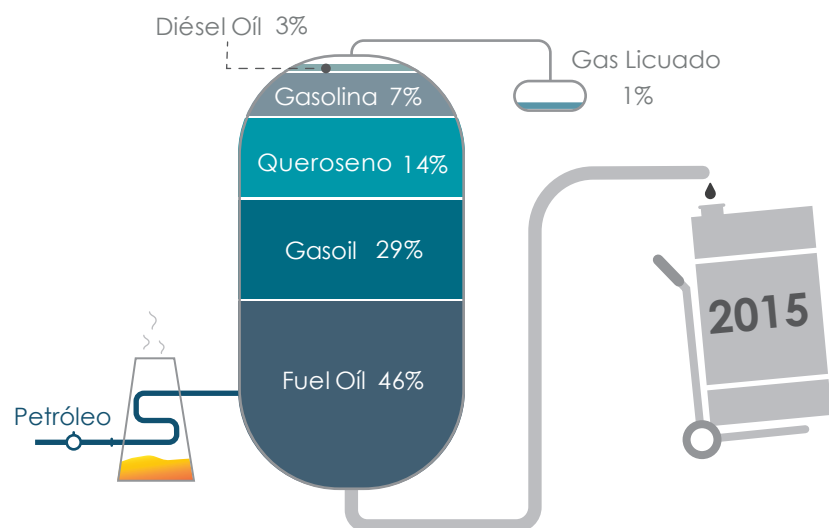 Diésel Oíl 3%
Gas Licuado
1%
Gasolina 7%
Queroseno 14%
Gasoil 29%
2015
Fuel Oíl 46%
Petróleo